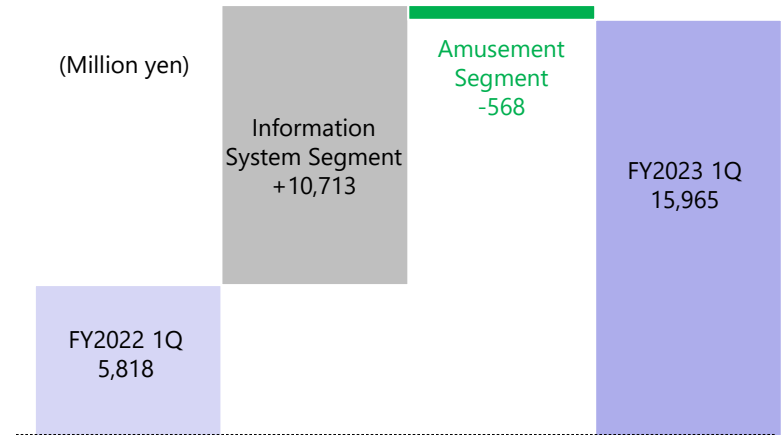 (Million yen)
Amusement
Segment
-568
Information
System Segment
+10,713
FY2023 1Q
15,965
FY2022 1Q
5,818